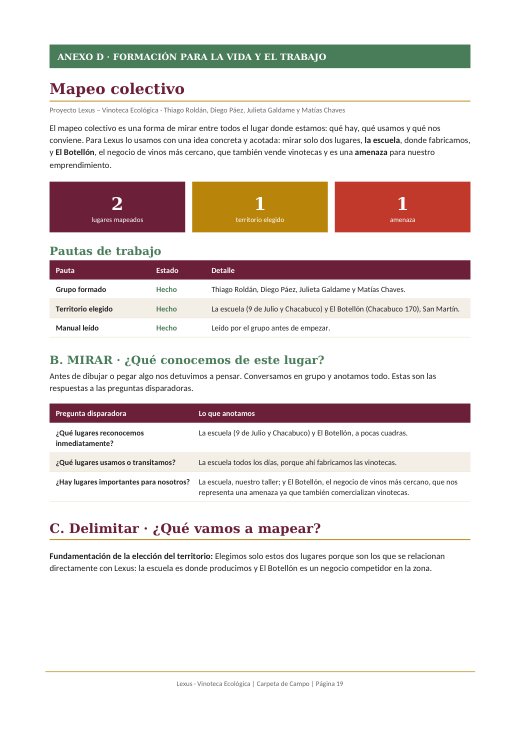 ANEXO D · FORMACIÓN PARA LA VIDA Y EL TRABAJO
Mapeo colectivo
Proyecto Lexus – Vinoteca Ecológica · Thiago Roldán, Diego Páez, Julieta Galdame y Matías Chaves
El mapeo colectivo es una forma de mirar entre todos el lugar donde estamos: qué hay, qué usamos y qué nos
conviene. Para Lexus lo usamos con una idea concreta y acotada: mirar solo dos lugares, la escuela, donde fabricamos,
y El Botellón, el negocio de vinos más cercano, que también vende vinotecas y es una amenaza para nuestro
emprendimiento.
2
lugares mapeados
1
territorio elegido
1
amenaza
Pautas de trabajo
Pauta Estado Detalle
Grupo formado Hecho Thiago Roldán, Diego Páez, Julieta Galdame y Matías Chaves.
Territorio elegido Hecho La escuela (9 de Julio y Chacabuco) y El Botellón (Chacabuco 170), San Martín.
Manual leído Hecho Leído por el grupo antes de empezar.
B. MIRAR · ¿Qué conocemos de este lugar?
Antes de dibujar o pegar algo nos detuvimos a pensar. Conversamos en grupo y anotamos todo. Estas son las
respuestas a las preguntas disparadoras.
Pregunta disparadora Lo que anotamos
¿Qué lugares reconocemos La escuela (9 de Julio y Chacabuco) y El Botellón, a pocas cuadras.
inmediatamente?
¿Qué lugares usamos o transitamos? La escuela todos los días, porque ahí fabricamos las vinotecas.
¿Hay lugares importantes para nosotros? La escuela, nuestro taller; y El Botellón, el negocio de vinos más cercano, que nos
representa una amenaza ya que también comercializan vinotecas.
C. Delimitar · ¿Qué vamos a mapear?
Fundamentación de la elección del territorio: Elegimos solo estos dos lugares porque son los que se relacionan
directamente con Lexus: la escuela es donde producimos y El Botellón es un negocio competidor en la zona.
Lexus · Vinoteca Ecológica | Carpeta de Campo | Página 19